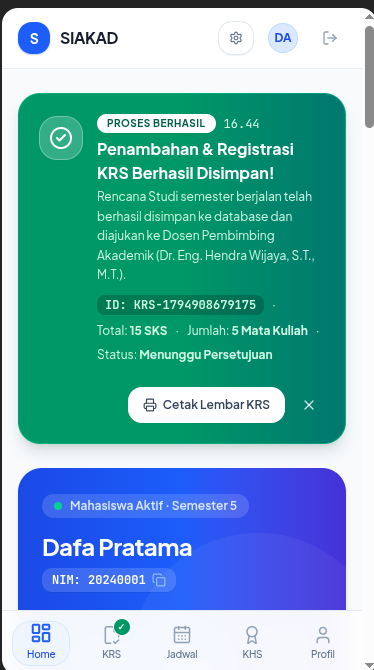 S SIAKAD DA
PROSES BERHASIL 16.44
Penambahan & Registrasi
KRS Berhasil Disimpan!
Rencana Studi semester berjalan telah
berhasil disimpan ke database dan
diajukan ke Dosen Pembimbing
Akademik (Dr. Eng. Hendra Wijaya, S.T.,
M.T.).
ID: KRS-1794908679175 ·
Total: 15 SKS · Jumlah: 5 Mata Kuliah ·
Status: Menunggu Persetujuan
Cetak Lembar KRS
Mahasiswa Aktif · Semester 5
Dafa Pratama
NIM: 20240001
Home KRS Jadwal KHS Profil